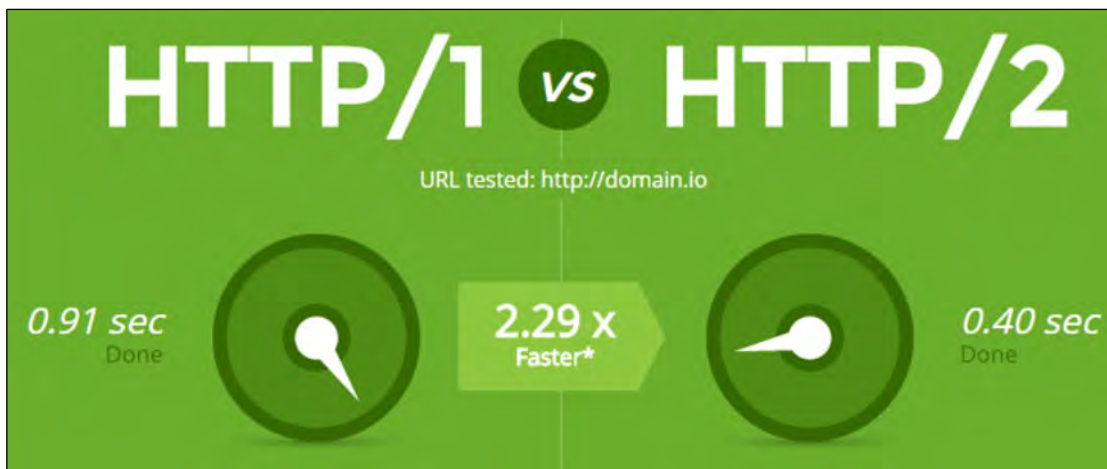 HTTP/1 VS HTTP/2
URL tested: http://domain.io
0.91 sec
Done
2.29 x
Faster*
0.40 sec
Done